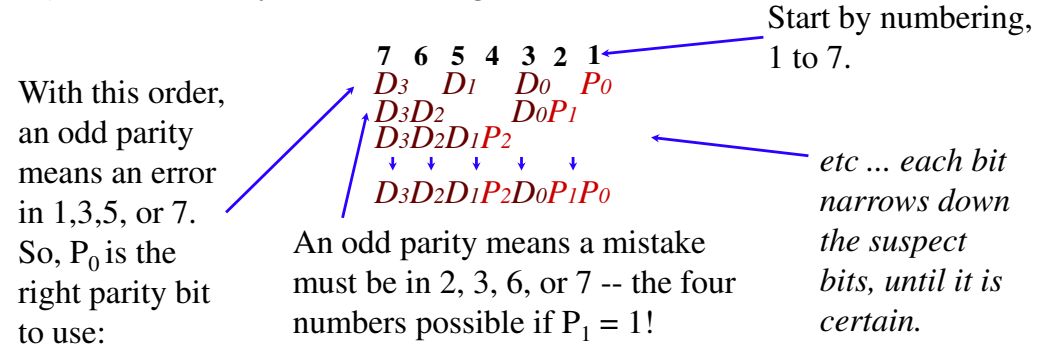 Start by numbering,
1 to 7.
7 6 5 4 3 2 1
D3 D1 D0 P0
D3D2 D0P1
D3D2D1P2
D3D2D1P2D0P1P0
With this order,
an odd parity
means an error
in 1,3,5, or 7.
So, P0 is the
right parity bit
to use:
An odd parity means a mistake
must be in 2, 3, 6, or 7 -- the four
numbers possible if P1 = 1!
etc ... each bit
narrows down
the suspect
bits, until it is
certain.